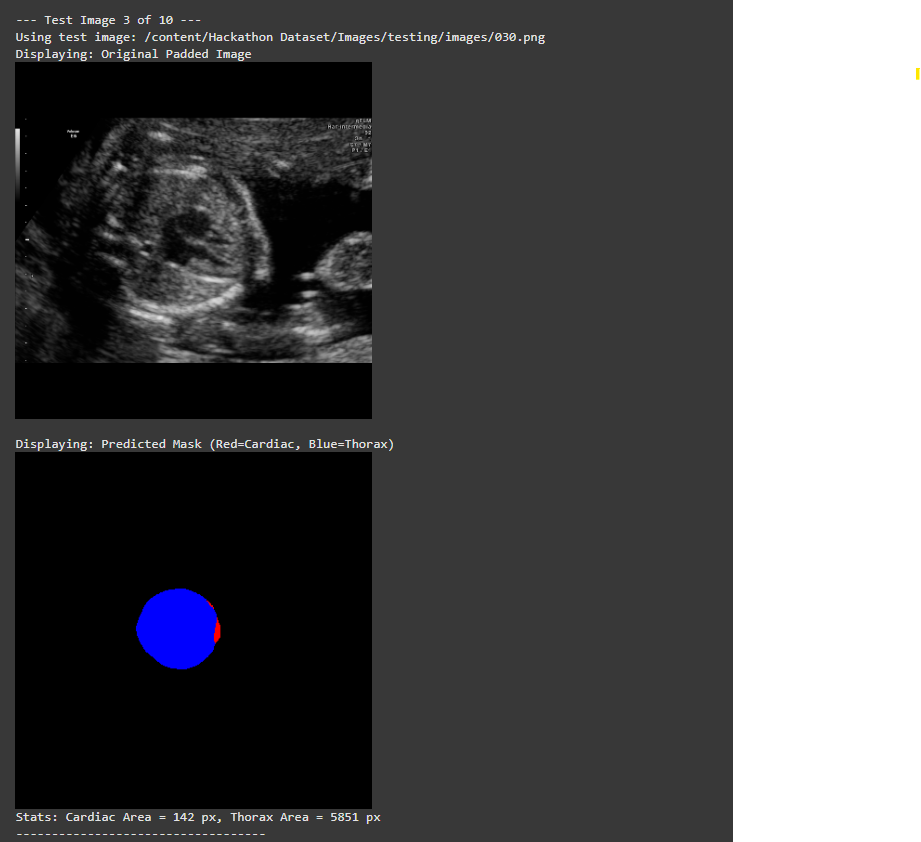 --- Test Image 3 of 10 ---
Using test image: /content/Hackathon Dataset/Images/testing/images/030.png
Displaying: Original Padded Image
Displaying: Predicted Mask (Red=Cardiac, Blue=Thorax)
Stats: Cardiac Area = 142 px, Thorax Area = 5851 px
-----------------------------------